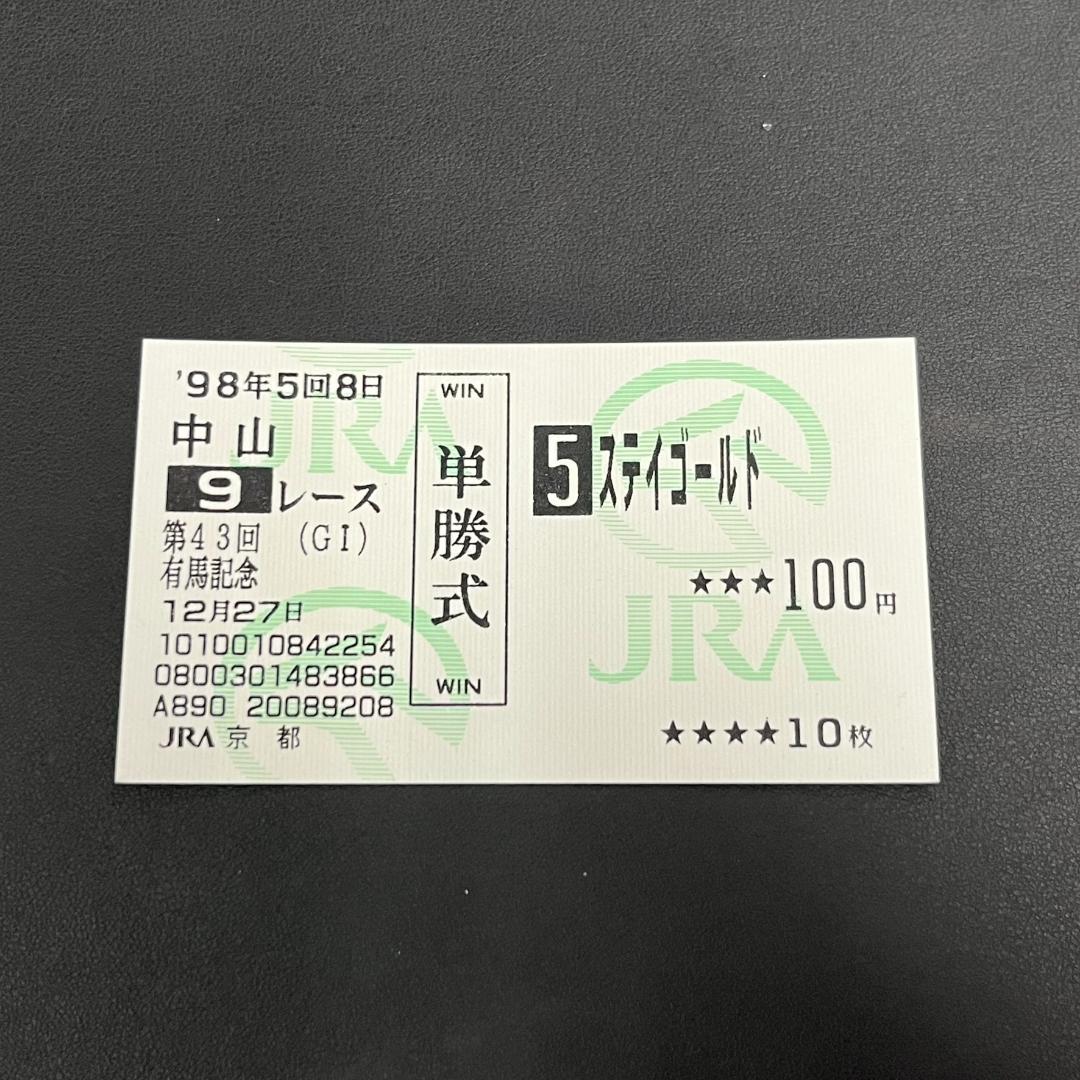 '98年5回8日
中山
9レース
第43回 (GI)
有馬記念
12月27日
1010010842254
0800301483866
A890 20089208
JRA 京都
WIN
単勝式
WIN
5 ステイゴールド
★★★100円
★★★★10枚
JRA
JRA